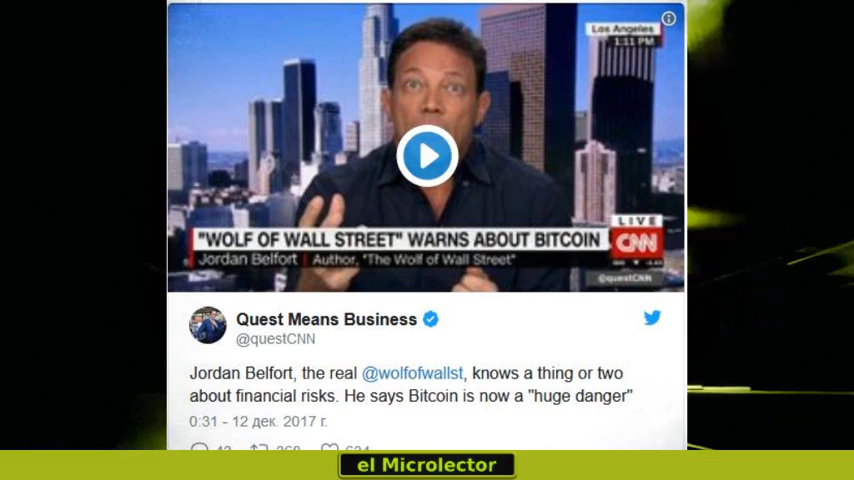 Los Angeles
1:11 PM
"WOLF OF WALL STREET" WARNS ABOUT BITCOIN
LIVE
CNN
Jordan Belfort | Author, "The Wolf of Wall Street"
@questCNN
Quest Means Business
@questCNN
Jordan Belfort, the real @wolfofwallst, knows a thing or two
about financial risks. He says Bitcoin is now a "huge danger"
0:31 - 12 дек. 2017 г.
el Microlector